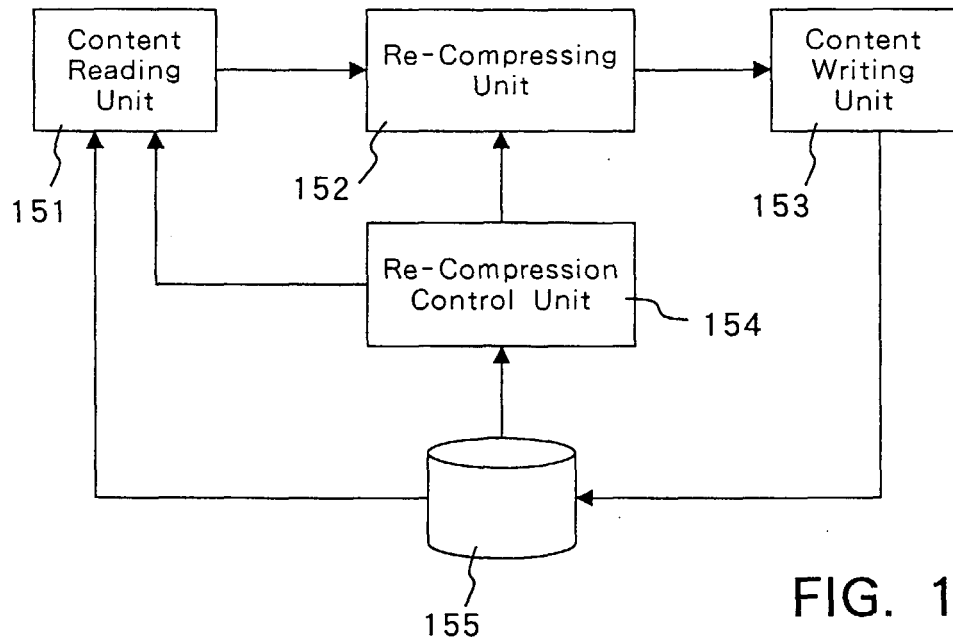 Content
Reading
Unit
Re-Compressing
Unit
Content
Writing
Unit
151
152
153
Re-Compression
Control Unit
154
155
FIG. 1